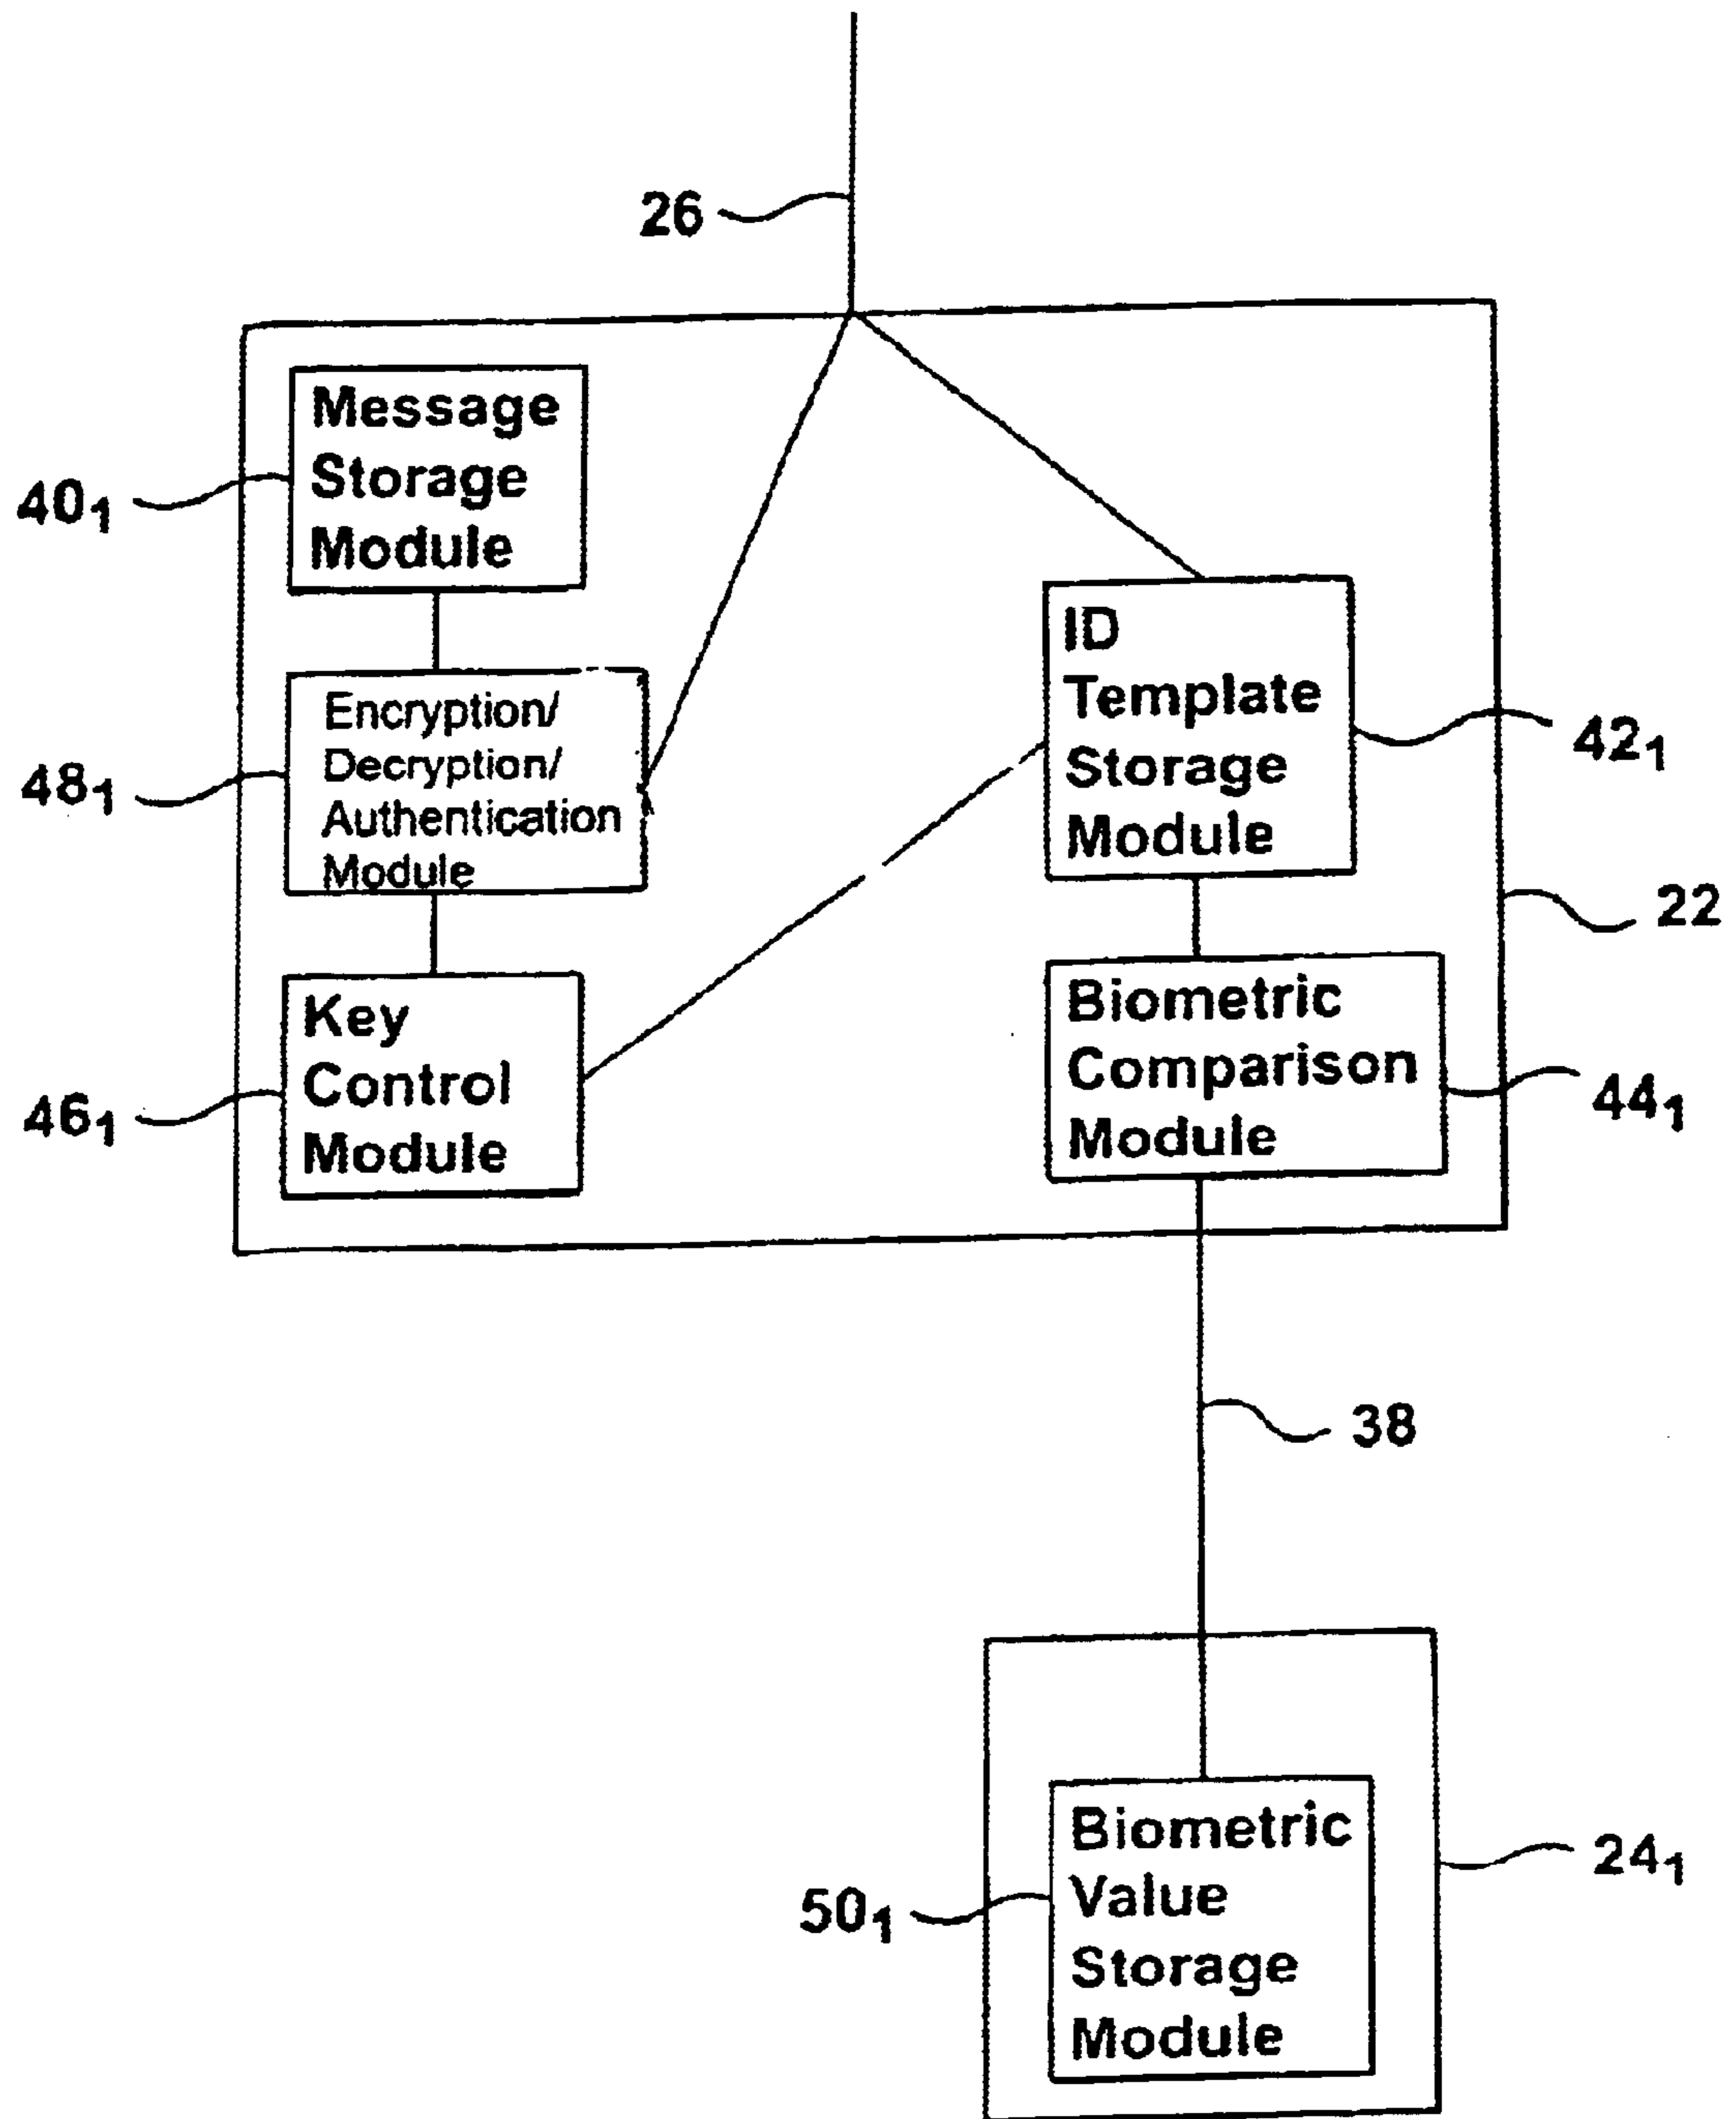 26
Message
Storage
Module
40₁
ID
Template
Storage
Module
42₁
Encryption/
Decryption/
Authentication
Module
48₁
22
Key
Control
Module
46₁
Biometric
Comparison
Module
44₁
38
Biometric
Value
Storage
Module
50₁
24₁